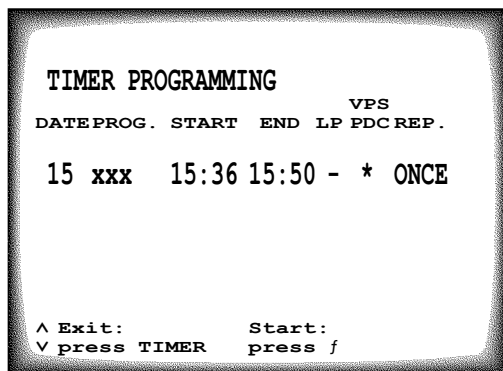 TIMER PROGRAMMING
VPS
DATE PROG. START END LP PDC REP.
15 xxx 15:36 15:50 - * ONCE
^ Exit: Start:
v press TIMER press ƒ